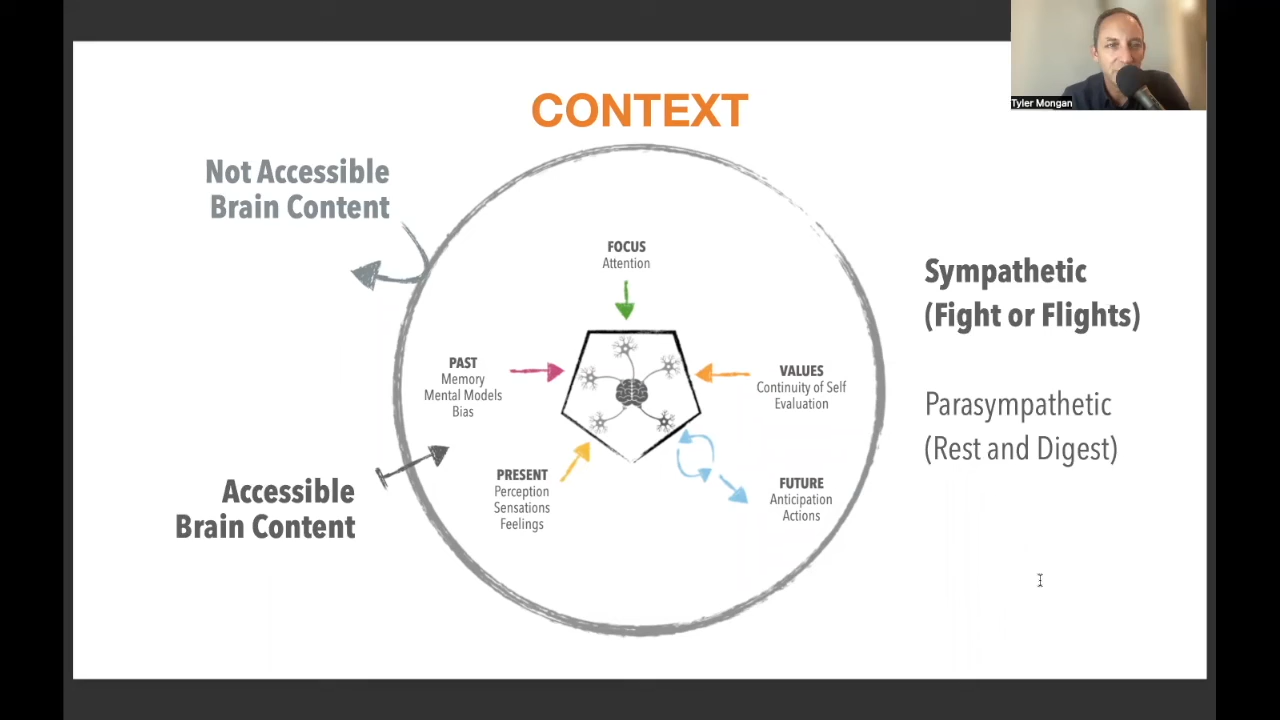 Tyler Mongan
CONTEXT
Not Accessible
Brain Content
FOCUS
Attention
Sympathetic
(Fight or Flights)
PAST
Memory
Mental Models
Bias
VALUES
Continuity of Self
Evaluation
Parasympathetic
(Rest and Digest)
Accessible
Brain Content
PRESENT
Perception
Sensations
Feelings
FUTURE
Anticipation
Actions